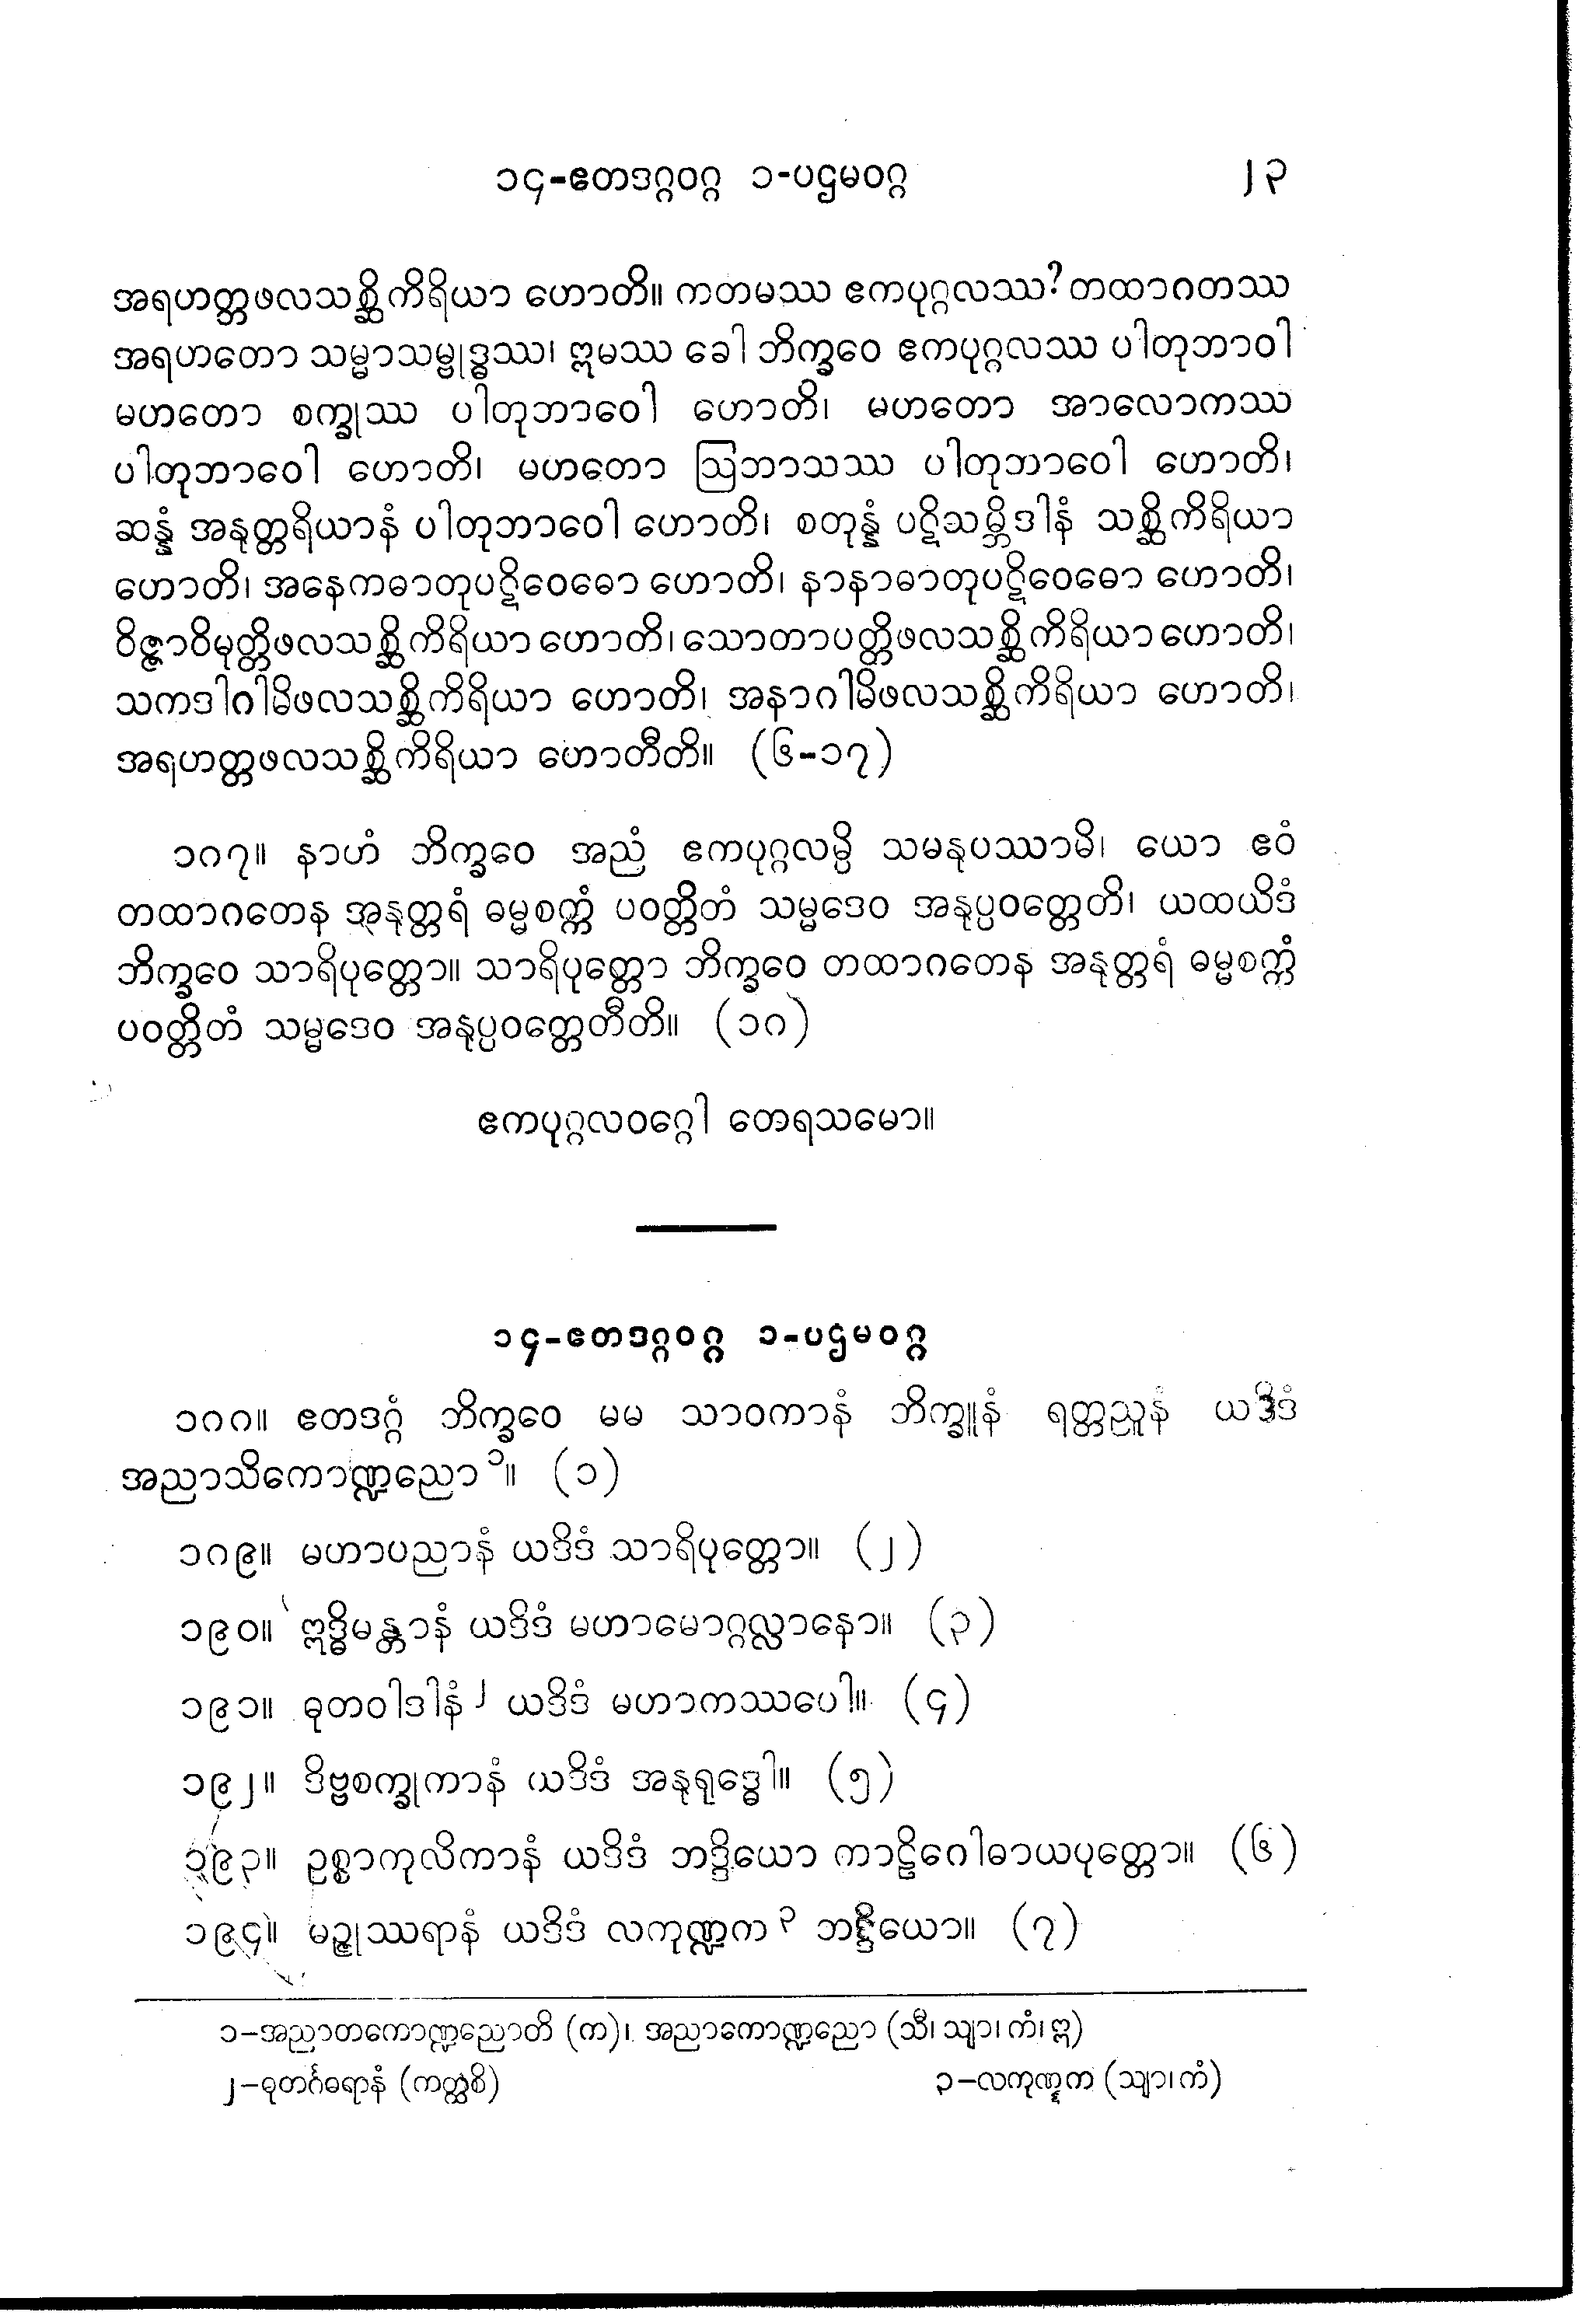 ၁၄-ဧတဒဂ္ဂဝဂ္ဂ ၁-ပဌမဝဂ္ဂ ၂၃
အရဟတ္တဖလသစ္ဆိကိရိယာ ဟောတိ။ ကတမဿ ဧကပုဂ္ဂလဿ? တထာဂတဿ
အရဟတော သမ္မာသမ္ဗုဒ္ဓဿ၊ ဣမဿ ခေါ ဘိက္ခဝေ ဧကပုဂ္ဂလဿ ပါတုဘာဝါ
မဟတော စက္ခုဿ ပါတုဘာဝေါ ဟောတိ၊ မဟတော အာလောကဿ
ပါတုဘာဝေါ ဟောတိ၊ မဟတော ဩဘာသဿ ပါတုဘာဝေါ ဟောတိ၊
ဆန္နံ အနုတ္တရိယာနံ ပါတုဘာဝေါ ဟောတိ၊ စတုန္နံ ပဋိသမ္ဘိဒါနံ သစ္ဆိကိရိယာ
ဟောတိ၊ အနေကဓာတုပဋိဝေဓော ဟောတိ၊ နာနာဓာတုပဋိဝေဓော ဟောတိ၊
ဝိဇ္ဇာဝိမုတ္တိဖလသစ္ဆိကိရိယာ ဟောတိ၊ သောတာပတ္တိဖလသစ္ဆိကိရိယာ ဟောတိ၊
သကဒါဂါမိဖလသစ္ဆိကိရိယာ ဟောတိ၊ အနာဂါမိဖလသစ္ဆိကိရိယာ ဟောတိ၊
အရဟတ္တဖလသစ္ဆိကိရိယာ ဟောတီတိ။ (၆-၁၇)
၁၈၇။ နာဟံ ဘိက္ခဝေ အညံ ဧကပုဂ္ဂလမ္ပိ သမနုပဿာမိ၊ ယော ဧဝံ
တထာဂတေန အနုတ္တရံ ဓမ္မစက္ကံ ပဝတ္တိတံ သမ္မဒေဝ အနုပ္ပဝတ္တေတိ၊ ယထယိဒံ
ဘိက္ခဝေ သာရိပုတ္တော။ သာရိပုတ္တော ဘိက္ခဝေ တထာဂတေန အနုတ္တရံ ဓမ္မစက္ကံ
ပဝတ္တိတံ သမ္မဒေဝ အနုပ္ပဝတ္တေတီတိ။ (၁၈)
ဧကပုဂ္ဂလဝဂ္ဂေါ တေရသမော။
၁၄-ဧတဒဂ္ဂဝဂ္ဂ ၁-ပဌမဝဂ္ဂ
၁၈၈။ ဧတဒဂ္ဂံ ဘိက္ခဝေ မမ သာဝကာနံ ဘိက္ခူနံ ရတ္တညူနံ ယဒိဒံ
အညာသိကောဏ္ဍညော ၁။ (၁)
၁၈၉။ မဟာပညာနံ ယဒိဒံ သာရိပုတ္တော။ (၂)
၁၉၀။ ဣဒ္ဓိမန္တာနံ ယဒိဒံ မဟာမောဂ္ဂလ္လာနော။ (၃)
၁၉၁။ ဓုတဝါဒါနံ ၂ ယဒိဒံ မဟာကဿပေါ။ (၄)
၁၉၂။ ဒိဗ္ဗစက္ခုကာနံ ယဒိဒံ အနုရုဒ္ဓေါ။ (၅)
၁၉၃။ ဥစ္စာကုလိကာနံ ယဒိဒံ ဘဒ္ဒိယော ကာဠိဂေါဓာယပုတ္တော။ (၆)
၁၉၄။ မဉ္ဇုဿရာနံ ယဒိဒံ လကုဏ္ဍက ၃ ဘဒ္ဒိယော။ (၇)
၁−အညာတကောဏ္ဍညောတိ (က)၊ အညာကောဏ္ဍညော (သီ၊ သျာ၊ ကံ၊ ဣ)
၂−ဓုတင်္ဂဓရာနံ (ကတ္ထစိ) ၃−လကုဏ္ဋက (သျာ၊ ကံ)